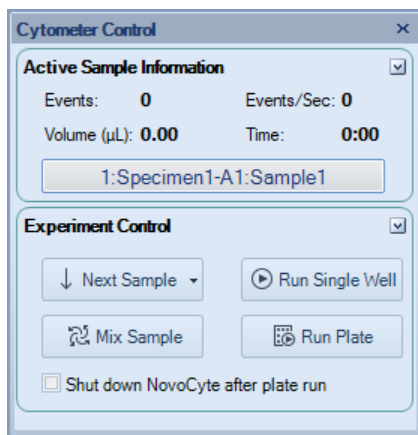 Cytometer Control
Active Sample Information
Events: 0 Events/Sec: 0
Volume (µL): 0.00 Time: 0:00
1:Specimen1-A1:Sample1
Experiment Control
Next Sample Run Single Well
Mix Sample Run Plate
Shut down NovoCyte after plate run